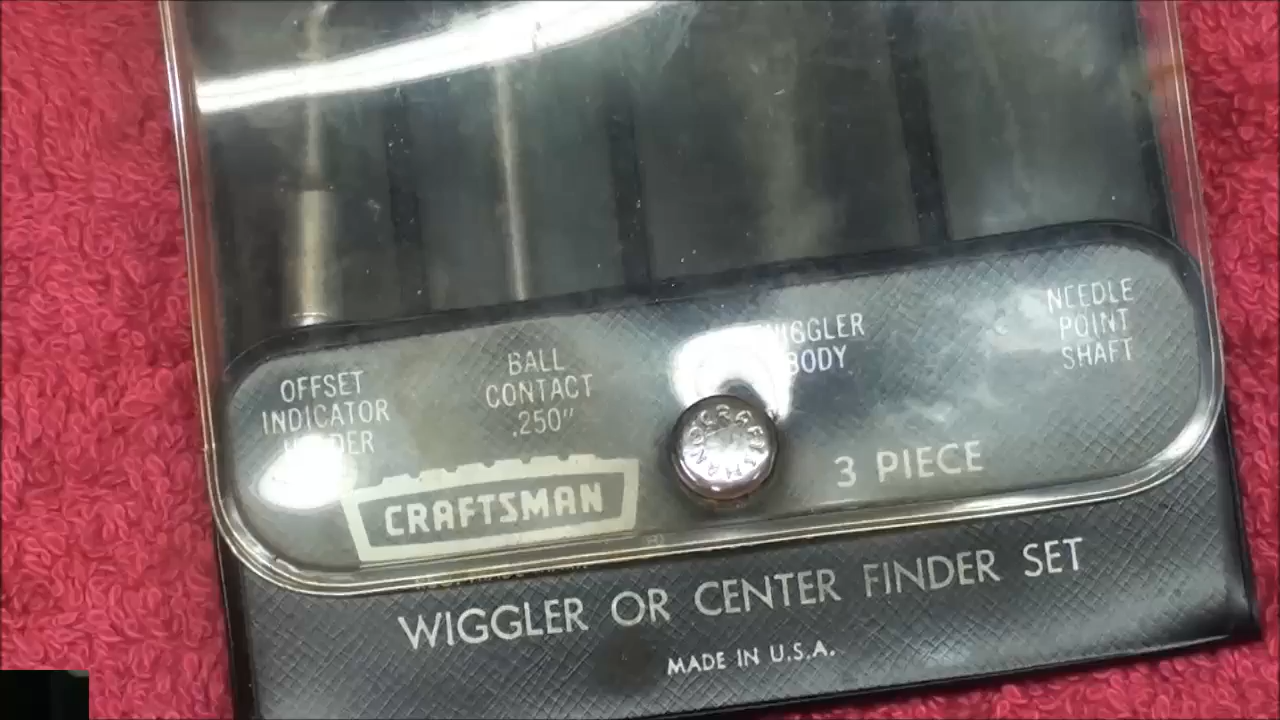 OFFSET
INDICATOR
BALL
CONTACT
.250"
WIGGLER
BODY
NEEDLE
POINT
SHAFT
CRAFTSMAN
CRAFTSMAN
3 PIECE
WIGGLER OR CENTER FINDER SET
MADE IN U.S.A.